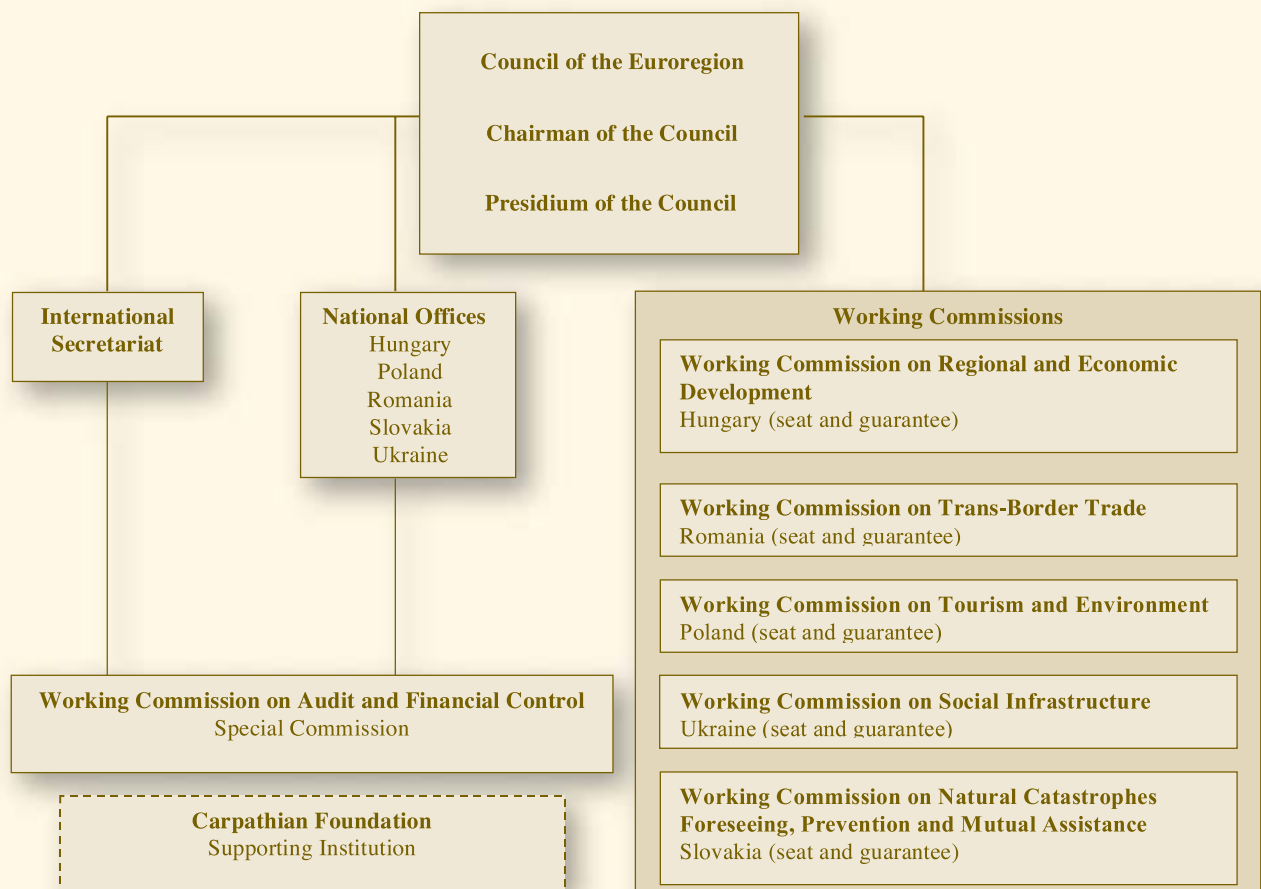 Council of the Euroregion
Chairman of the Council
Presidium of the Council
International
Secretariat
National Offices
Hungary
Poland
Romania
Slovakia
Ukraine
Working Commission on Audit and Financial Control
Special Commission
Carpathian Foundation
Supporting Institution
Working Commissions
Working Commission on Regional and Economic
Development
Hungary (seat and guarantee)
Working Commission on Trans-Border Trade
Romania (seat and guarantee)
Working Commission on Tourism and Environment
Poland (seat and guarantee)
Working Commission on Social Infrastructure
Ukraine (seat and guarantee)
Working Commission on Natural Catastrophes
Foreseeing, Prevention and Mutual Assistance
Slovakia (seat and guarantee)